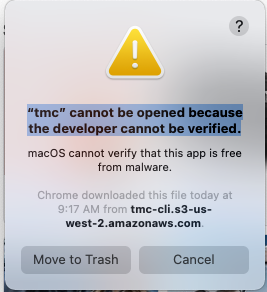 ?
“tmc” cannot be opened because
the developer cannot be verified.
macOS cannot verify that this app is free
from malware.
Chrome downloaded this file today at
9:17 AM from tmc-cli.s3-us-
west-2.amazonaws.com.
Move to Trash
Cancel